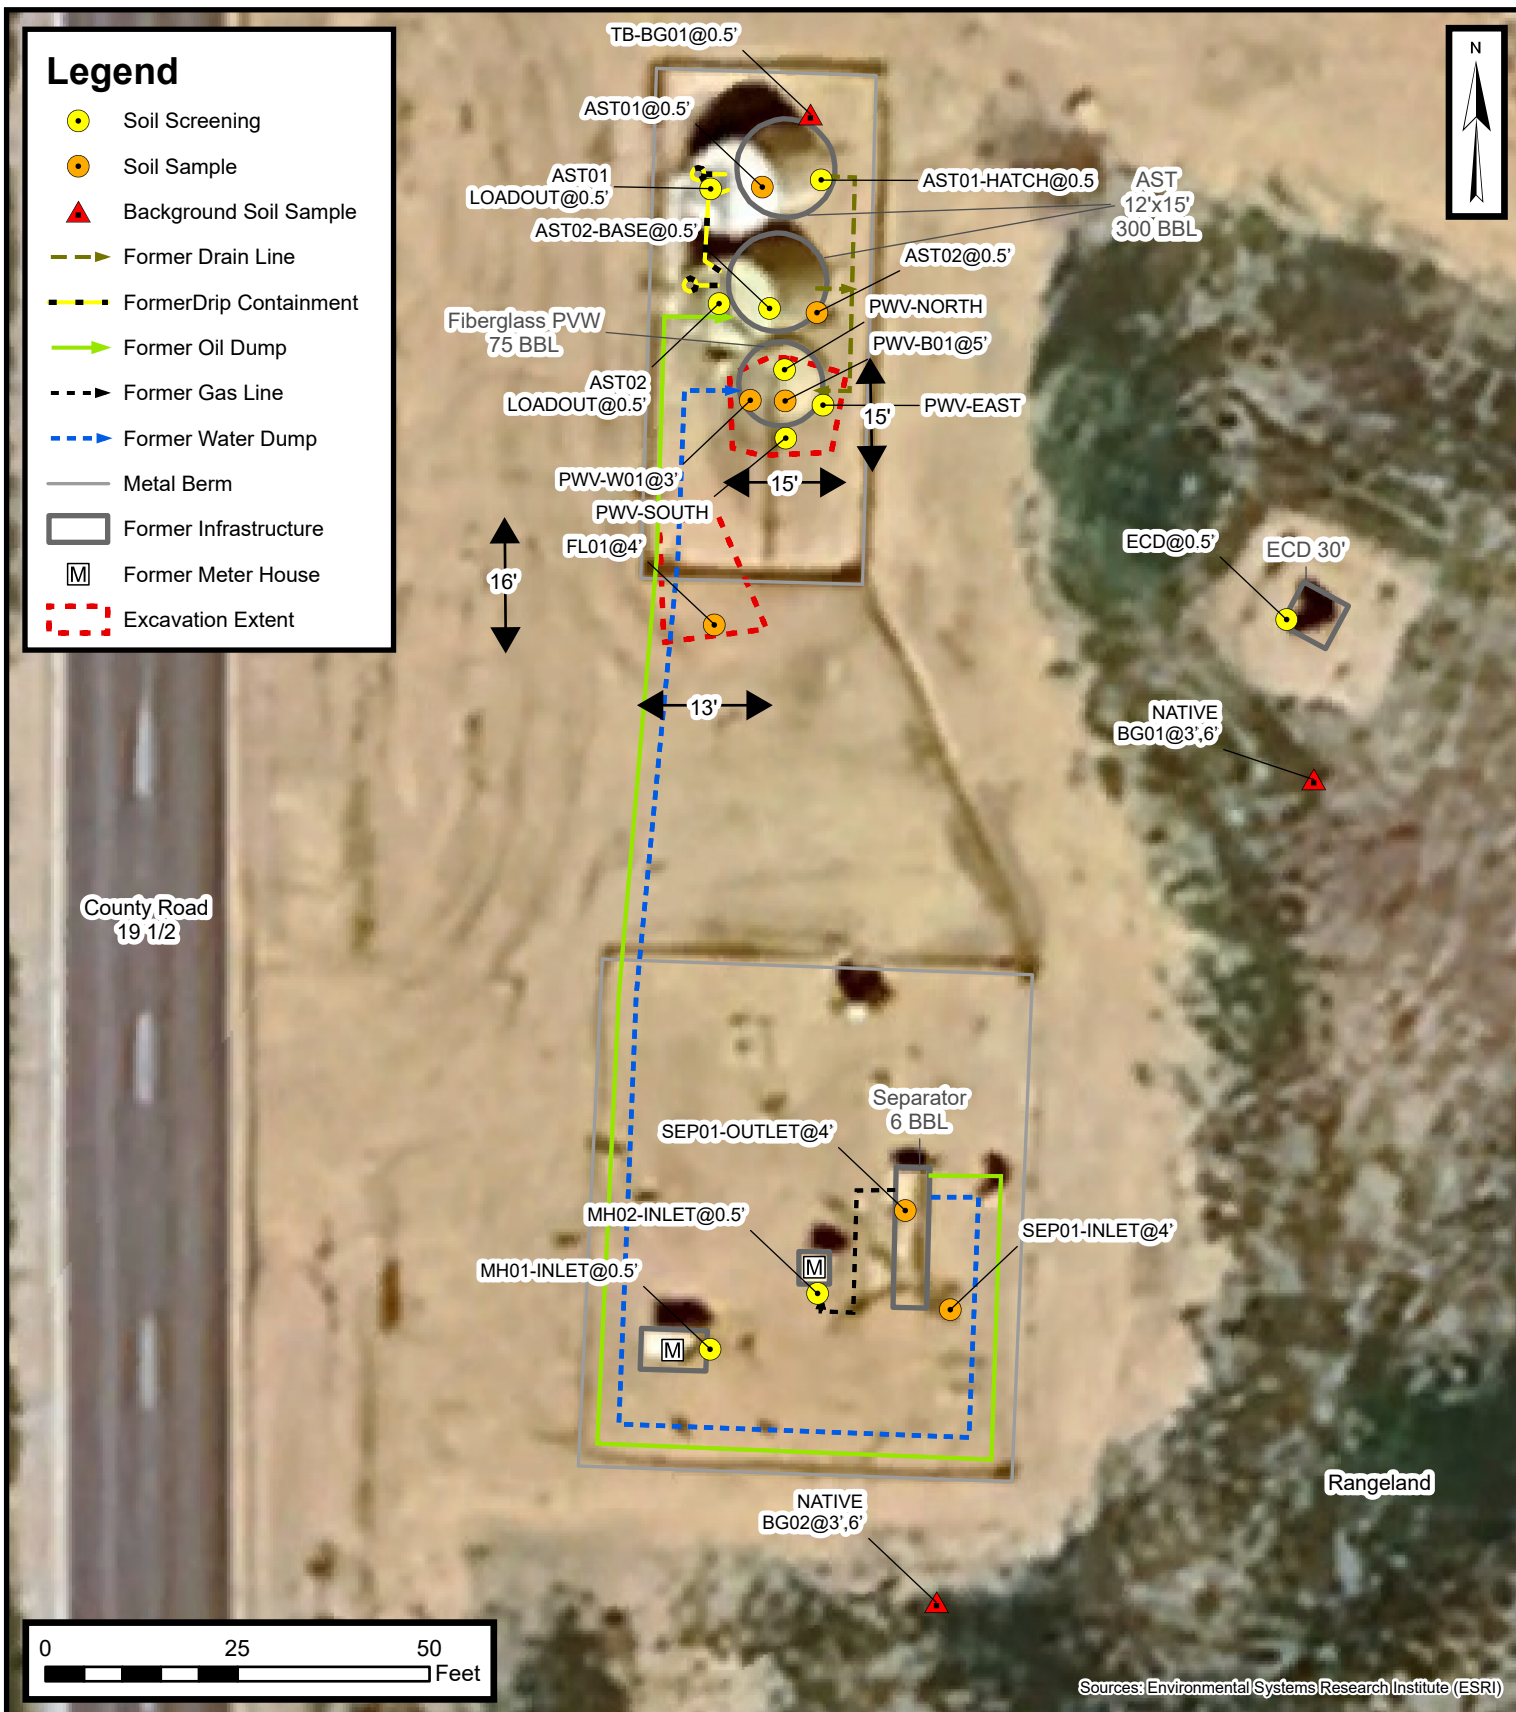 Legend
Soil Screening
Soil Sample
Background Soil Sample
Former Drain Line
FormerDrip Containment
Former Oil Dump
Former Gas Line
Former Water Dump
Metal Berm
Former Infrastructure
M
Former Meter House
Excavation Extent
N
TB-BG01@0.5'
AST01@0.5'
AST01
LOADOUT@0.5'
AST01-HATCH@0.5
AST
12'x15'
300 BBL
AST02-BASE@0.5'
AST02@0.5'
PWV-NORTH
Fiberglass PVW
75 BBL
PWV-B01@5'
AST02
LOADOUT@0.5'
PWV-EAST
15'
PWV-W01@3'
15'
PWV-SOUTH
FL01@4'
16'
13'
ECD@0.5'
ECD 30'
NATIVE
BG01@3',6'
County Road
19 1/2
Separator
6 BBL
SEP01-OUTLET@4'
MH02-INLET@0.5'
SEP01-INLET@4'
MH01-INLET@0.5'
M
M
Rangeland
NATIVE
BG02@3',6'
0 25 50
Feet
Sources: Environmental Systems Research Institute (ESRI)